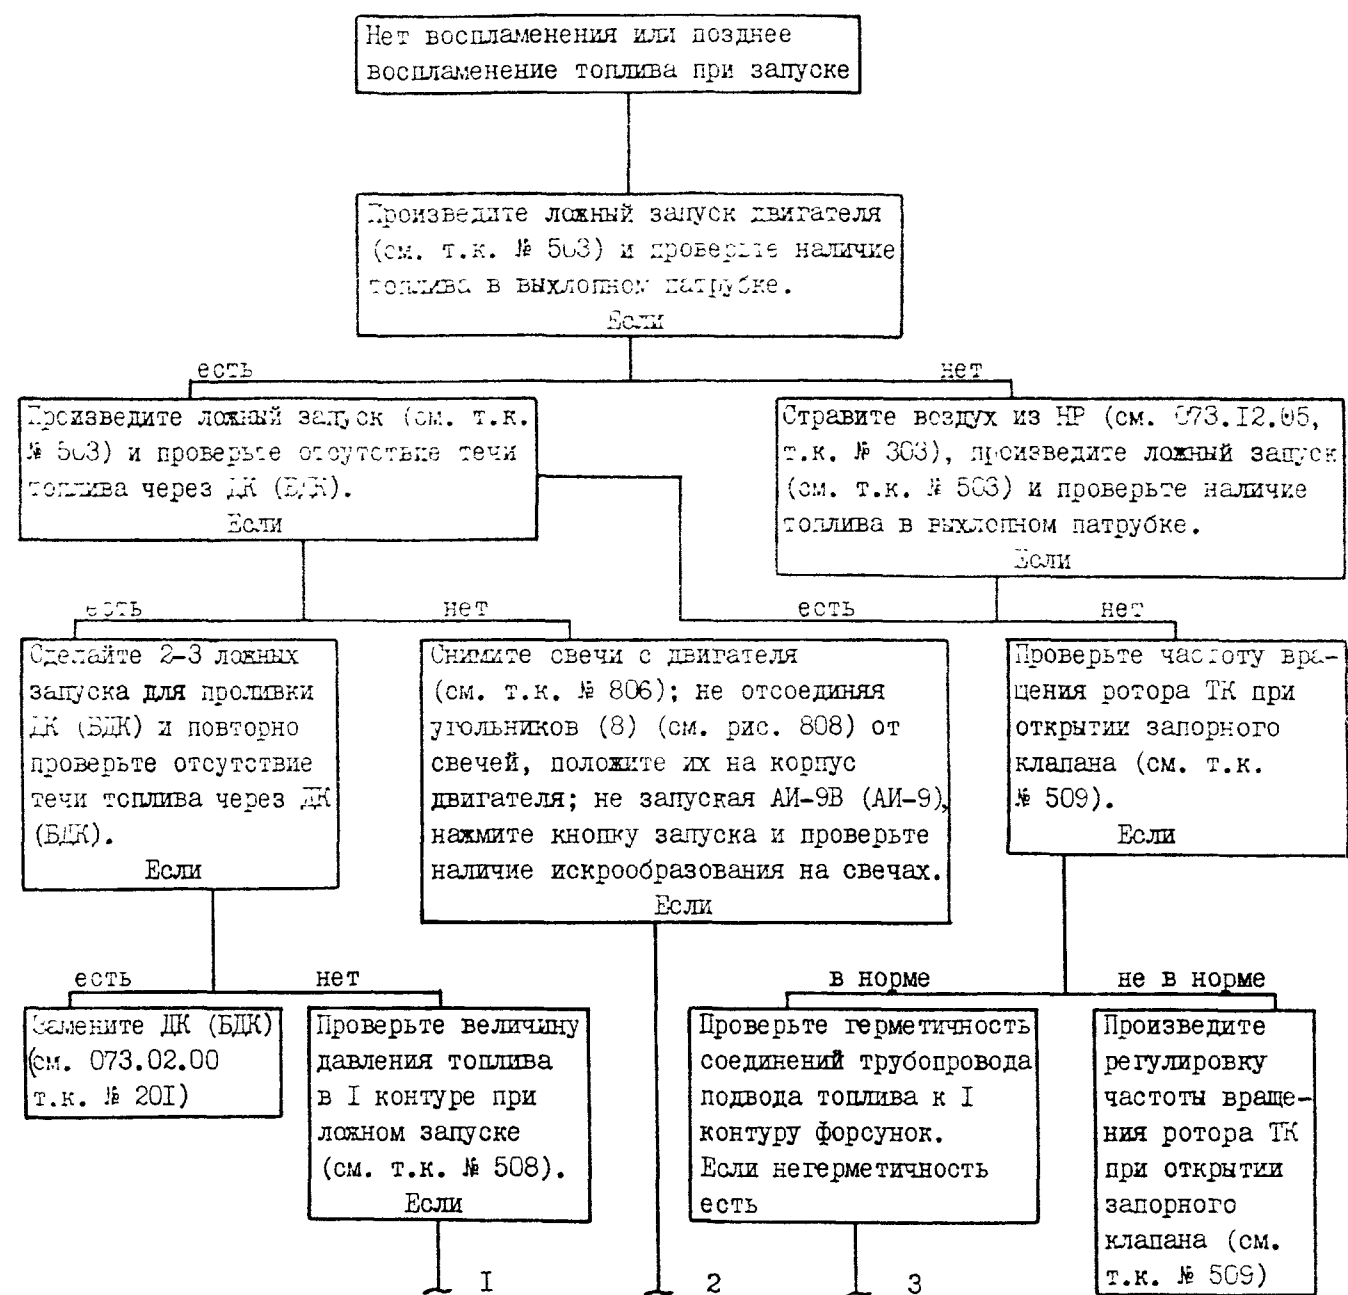 Нет воспламенения или позднее
воспламенение топлива при запуске
Произведите ложный запуск двигателя
(см. т.к. № 503) и проверьте наличие
топлива в выхлопном патрубке.
Если
есть
нет
Произведите ложный запуск (см. т.к.
№ 503) и проверьте отсутствие течи
топлива через ДК (БДК).
Если
Стравите воздух из НР (см. 073.I2.05,
т.к. № 303), произведите ложный запуск
(см. т.к. № 503) и проверьте наличие
топлива в выхлопном патрубке.
Если
есть
нет
есть
нет
Сделайте 2-3 ложных
запуска для проливки
ДК (БДК) и повторно
проверьте отсутствие
течи топлива через ДК
(БДК).
Если
Снимите свечи с двигателя
(см. т.к. № 806); не отсоединяя
угольников (8) (см. рис. 808) от
свечей, положите их на корпус
двигателя; не запуская АИ-9В (АИ-9),
нажмите кнопку запуска и проверьте
наличие искрообразования на свечах.
Если
Проверьте частоту вра-
щения ротора ТК при
открытии запорного
клапана (см. т.к.
№ 509).
Если
есть
нет
в норме
не в норме
Замените ДК (БДК)
(см. 073.02.00
т.к. № 20I)
Проверьте величину
давления топлива
в I контуре при
ложном запуске
(см. т.к. № 508).
Если
Проверьте герметичность
соединений трубопровода
подвода топлива к I
контуру форсунок.
Если негерметичность
есть
Произведите
регулировку
частоты враще-
ния ротора ТК
при открытии
запорного
клапана (см.
т.к. № 509)
I
2
3